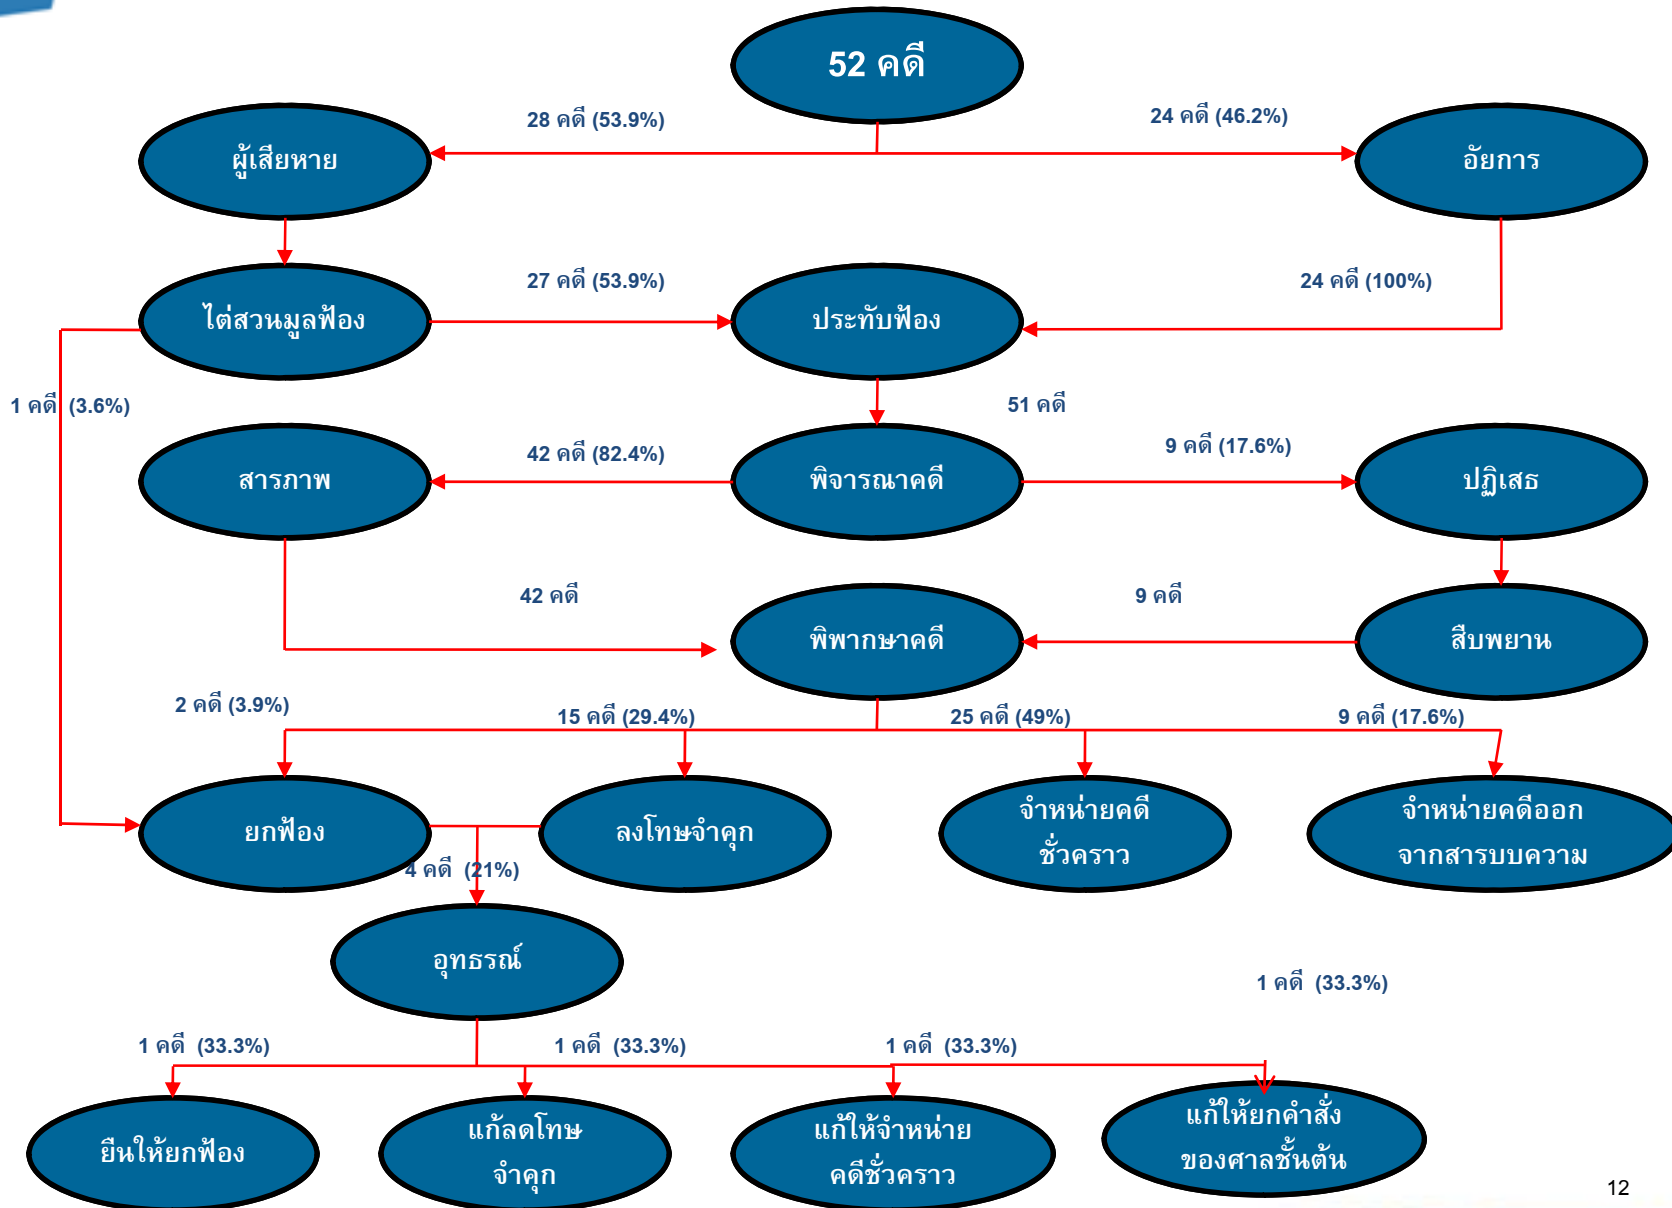 52 คดี
28 คดี (53.9%)
24 คดี (46.2%)
ผู้เสียหาย
อัยการ
27 คดี (53.9%)
24 คดี (100%)
ไต่สวนมูลฟ้อง
ประทับฟ้อง
1 คดี (3.6%)
51 คดี
42 คดี (82.4%)
9 คดี (17.6%)
สารภาพ
พิจารณาคดี
ปฏิเสธ
42 คดี
9 คดี
พิพากษาคดี
สืบพยาน
2 คดี (3.9%)
15 คดี (29.4%)
25 คดี (49%)
9 คดี (17.6%)
ยกฟ้อง
ลงโทษจำคุก
จำหน่ายคดี
ชั่วคราว
จำหน่ายคดีออก
จากสารบบความ
4 คดี (21%)
อุทธรณ์
1 คดี (33.3%)
1 คดี (33.3%)
1 คดี (33.3%)
1 คดี (33.3%)
ยืนให้ยกฟ้อง
แก้ลดโทษ
จำคุก
แก้ให้จำหน่าย
คดีชั่วคราว
แก้ให้ยกคำสั่ง
ของศาลชั้นต้น
12